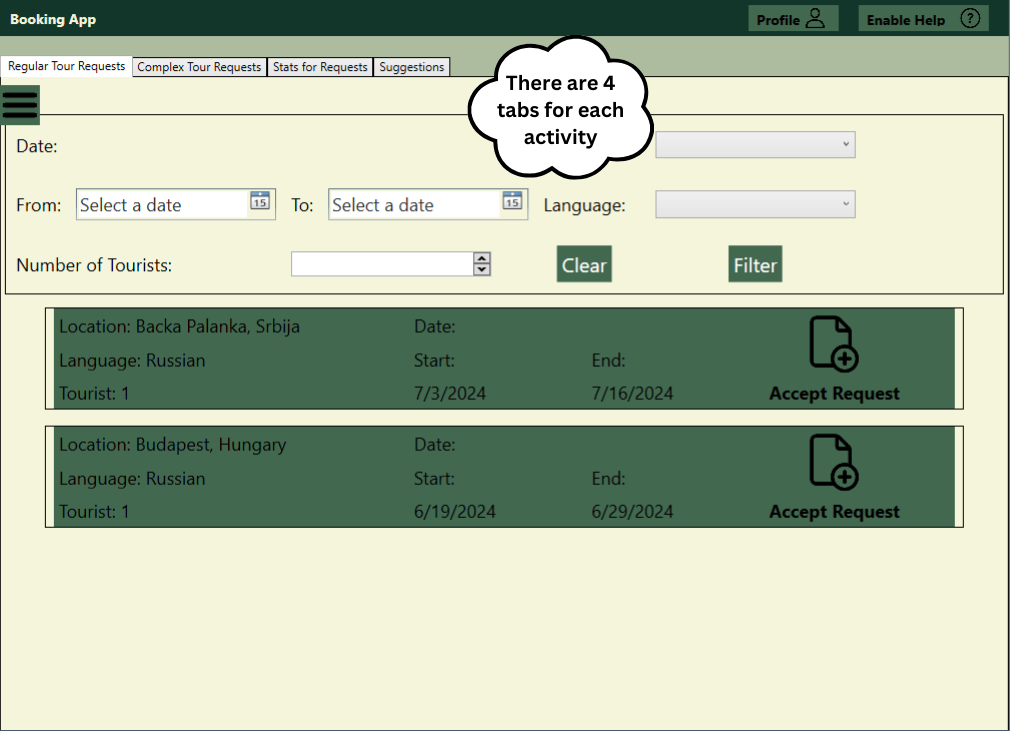 Booking App
Profile
Enable Help
?
Regular Tour Requests
Complex Tour Requests
Stats for Requests
Suggestions
There are 4
tabs for each
activity
Date:
From:
Select a date
15
To:
Select a date
15
Language:
Number of Tourists:
Clear
Filter
Location: Backa Palanka, Srbija
Date:
Language: Russian
Start:
End:
Tourist: 1
7/3/2024
7/16/2024
Accept Request
Location: Budapest, Hungary
Date:
Language: Russian
Start:
End:
Tourist: 1
6/19/2024
6/29/2024
Accept Request